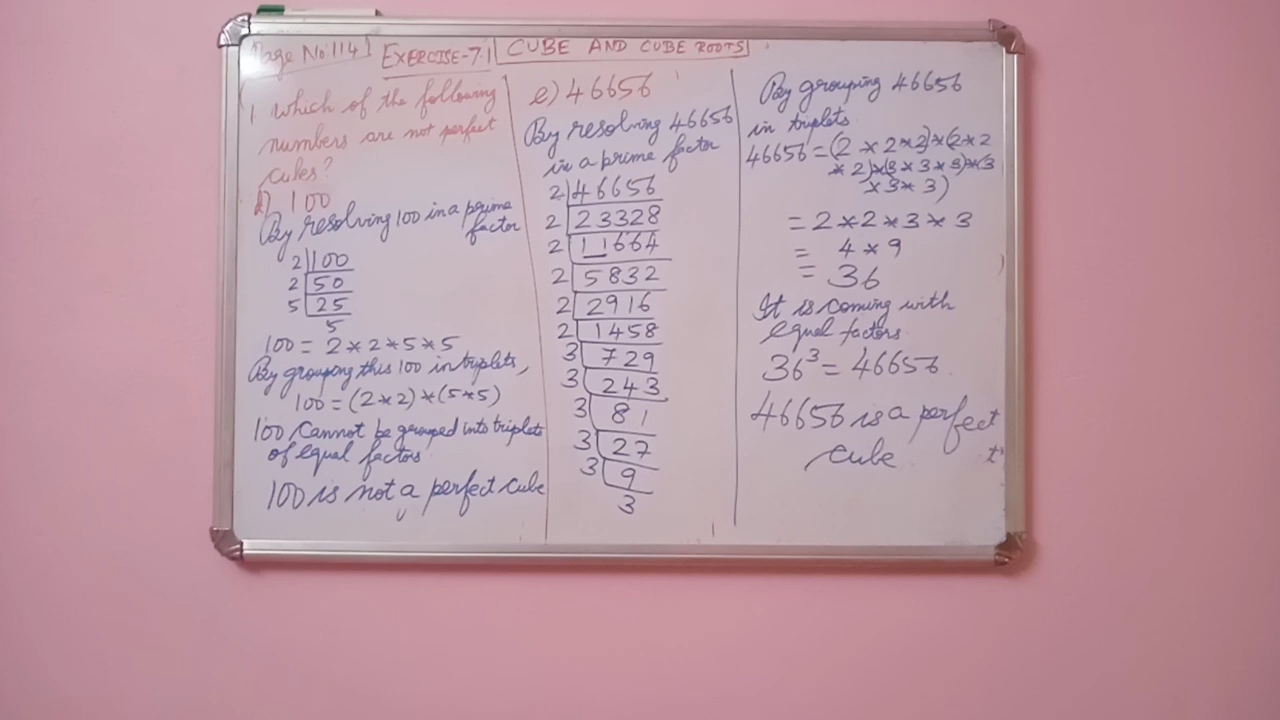 Page No:114
EXERCISE-7.1
CUBE AND CUBE ROOTS
1 Which of the following
numbers are not perfect
cubes?
100
By resolving 100 in a prime
factor
2|100
2|50
5|25
5
100 = 2*2*5*5
By grouping this 100 in triplets,
100 = (2*2)*(5*5)
100 cannot be grouped into triplets
of equal factors
100 is not a perfect cube
e) 46656
By resolving 46656
in a prime factor
2|46656
2|23328
2|11664
2|5832
2|2916
2|1458
3|729
3|243
3|81
3|27
3|9
3
By grouping 46656
in triplets
46656 = (2*2*2)*(2*2
*2)*(3*3*3)*(3
*3*3)
= 2*2*3*3
= 4*9
= 36
It is coming with
equal factors.
36³ = 46656
46656 is a perfect
cube